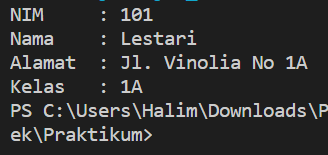 NIM     : 101
Nama    : Lestari
Alamat  : Jl. Vinolia No 1A
Kelas   : 1A
PS C:\Users\Halim\Downloads\P
ek\Praktikum>